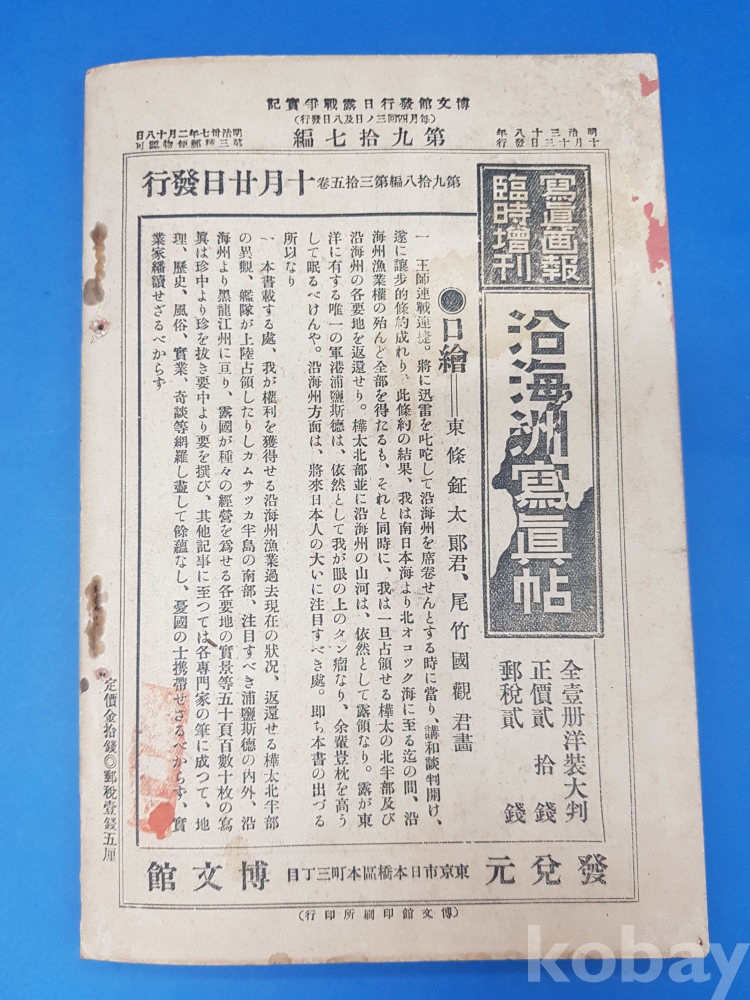 博文館發行日露戰爭實記
(每月四回三ノ日及八日發行)
第九拾七編
明治三十八年
十月十三日發行
明治卅七年二月十八日
第三種郵便物認可
寫眞畫報
臨時增刊
沿海洲寫眞帖
全壹册洋裝大判
正價貳拾錢
郵稅貳錢
第九拾八編第三拾五卷十月廿日發行
◉口繪——東條鉦太郞君、尾竹國觀君畵
一 王師連戰連捷。將に迅雷を叱咤して沿海州を席卷せんとする時に當り、講和談判開け、
遂に讓步的條約成れり、此條約の結果、我は南日本海より北オコック海に至る迄の間、沿
海州漁業權の殆んど全部を得たるも、それと同時に、我は一旦占領せる樺太の北半部及び
沿海州の各要地を返還せり。樺太北部並に沿海州の山河は、依然として露領なり。露が東
洋に有する唯一の軍港浦鹽斯德は、依然として我が眼の上のタン瘤なり、余輩豈枕を高う
して眠るべけんや。沿海州方面は、將來日本人の大いに注目すべき處。卽ち本書の出づる
所以なり
一 本書載する處、我が權利を獲得せる沿海州漁業過去現在の狀况、返還せる樺太北半部
の異觀、艦隊が上陸占領したりしカムサツカ半島の南部、注目すべき浦鹽斯德の內外、沿
海州より黑龍江州に亘り、露國が種々の經營を爲せる各要地の實景等五十頁百數十枚の寫
眞は珍中より珍を拔き要中より要を撰び、其他記事に至つては各專門家の筆に成つて、地
理、歷史、風俗、實業、奇談等網羅し盡して餘蘊なし、憂國の士携帶せざるべからず、實
業家繙讀せざるべからず
發兌元 東京市日本橋區本町三丁目 博文館
(博文館印刷所印行)
定價金拾錢◎郵稅壹錢五厘
kobay